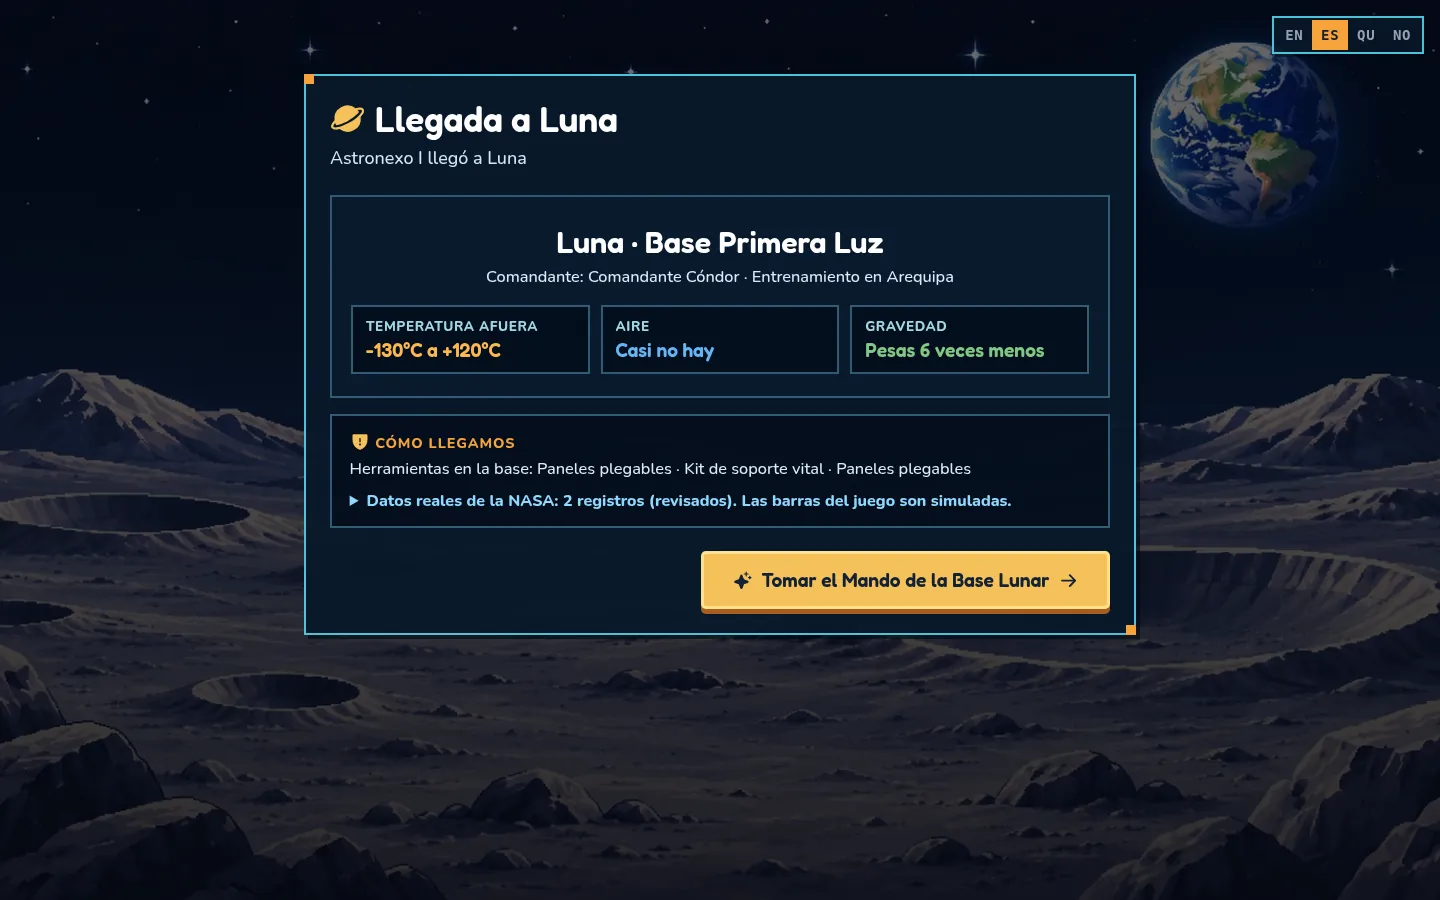 EN ES QU NO
Llegada a Luna
Astronexo I llegó a Luna
Luna · Base Primera Luz
Comandante: Comandante Cóndor · Entrenamiento en Arequipa
TEMPERATURA AFUERA
-130°C a +120°C
AIRE
Casi no hay
GRAVEDAD
Pesas 6 veces menos
CÓMO LLEGAMOS
Herramientas en la base: Paneles plegables · Kit de soporte vital · Paneles plegables
Datos reales de la NASA: 2 registros (revisados). Las barras del juego son simuladas.
Tomar el Mando de la Base Lunar →